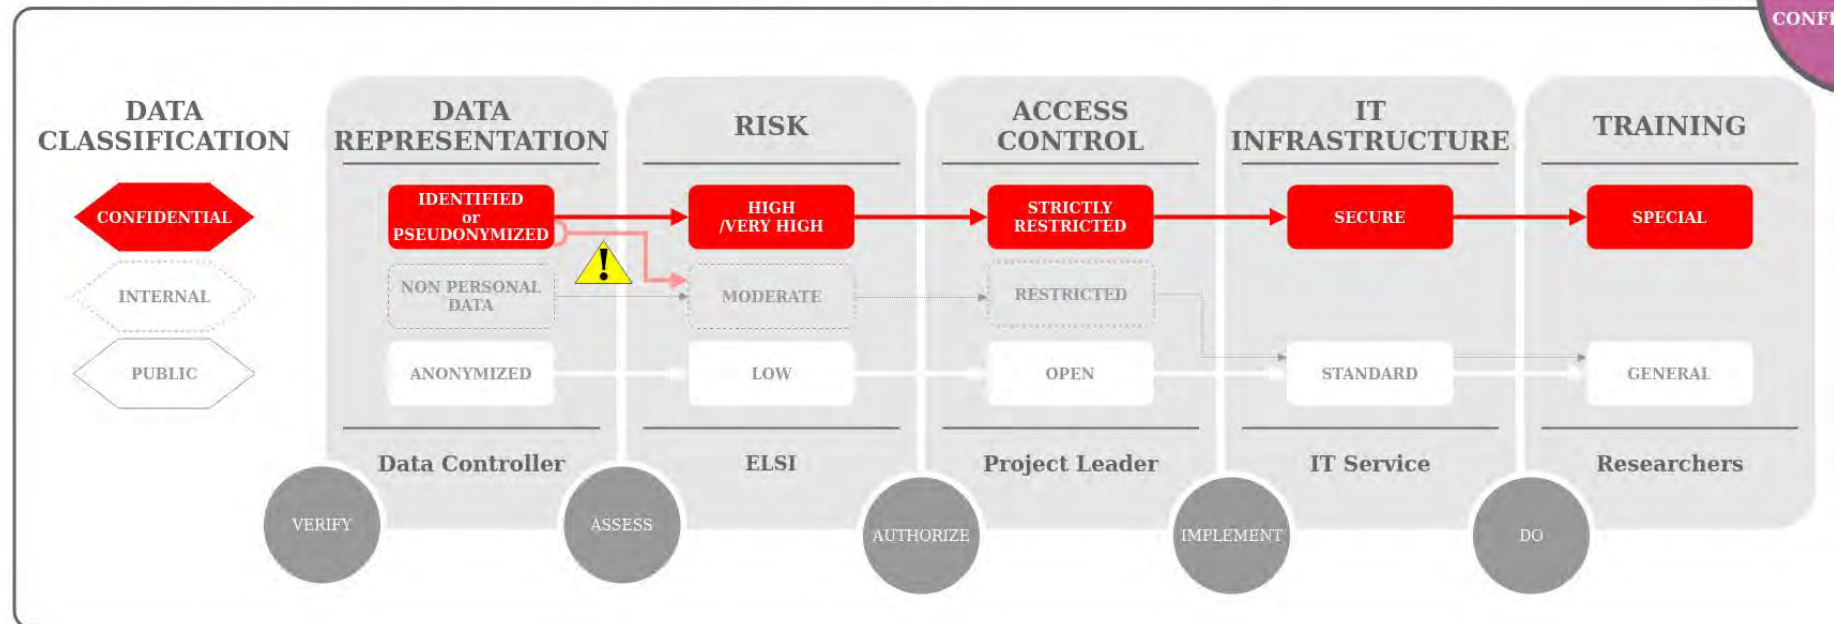 CONFI
DATA
CLASSIFICATION
DATA
REPRESENTATION
RISK
ACCESS
CONTROL
IT
INFRASTRUCTURE
TRAINING
CONFIDENTIAL
IDENTIFIED
or
PSEUDONYMIZED
HIGH
/VERY HIGH
STRICTLY
RESTRICTED
SECURE
SPECIAL
!
INTERNAL
NON PERSONAL
DATA
MODERATE
RESTRICTED
PUBLIC
ANONYMIZED
LOW
OPEN
STANDARD
GENERAL
Data Controller
ELSI
Project Leader
IT Service
Researchers
VERIFY
ASSESS
AUTHORIZE
IMPLEMENT
DO